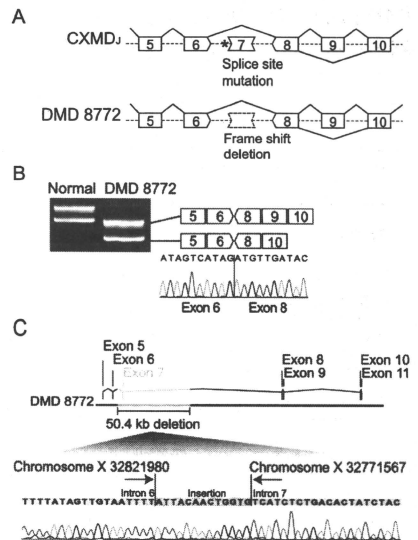 A
CXMDJ
5 6 * 7 8 9 10
Splice site
mutation
DMD 8772
5 6 8 9 10
Frame shift
deletion
B
Normal DMD 8772
5 6 8 9 10
5 6 8 10
ATAGTCATAGATGTTGATAC
Exon 6 Exon 8
C
Exon 5
Exon 6
Exon 7
Exon 8
Exon 9
Exon 10
Exon 11
DMD 8772
50.4 kb deletion
Chromosome X 32821980 Chromosome X 32771567
Intron 6 Insertion Intron 7
TTTTATAGTTGTAATTTTATTACAACTGGTGTCATCTCTGACACTATCTAC